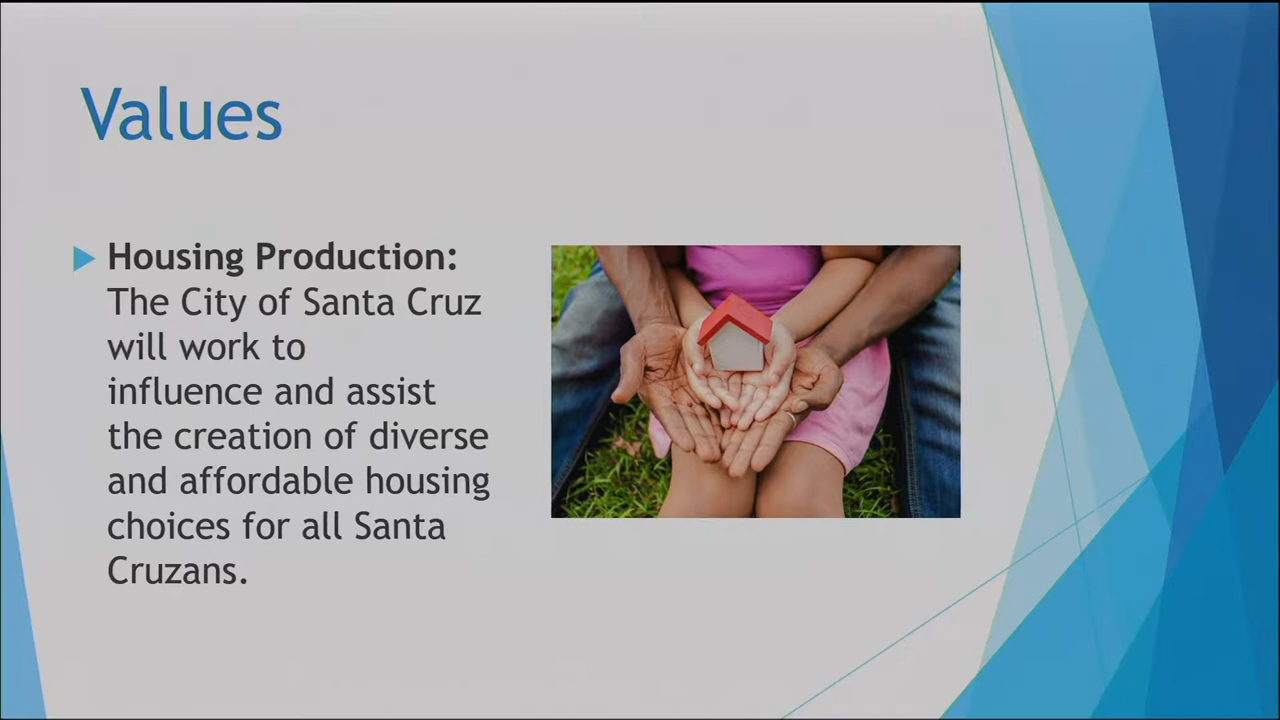 Values
Housing Production:
The City of Santa Cruz
will work to
influence and assist
the creation of diverse
and affordable housing
choices for all Santa
Cruzans.